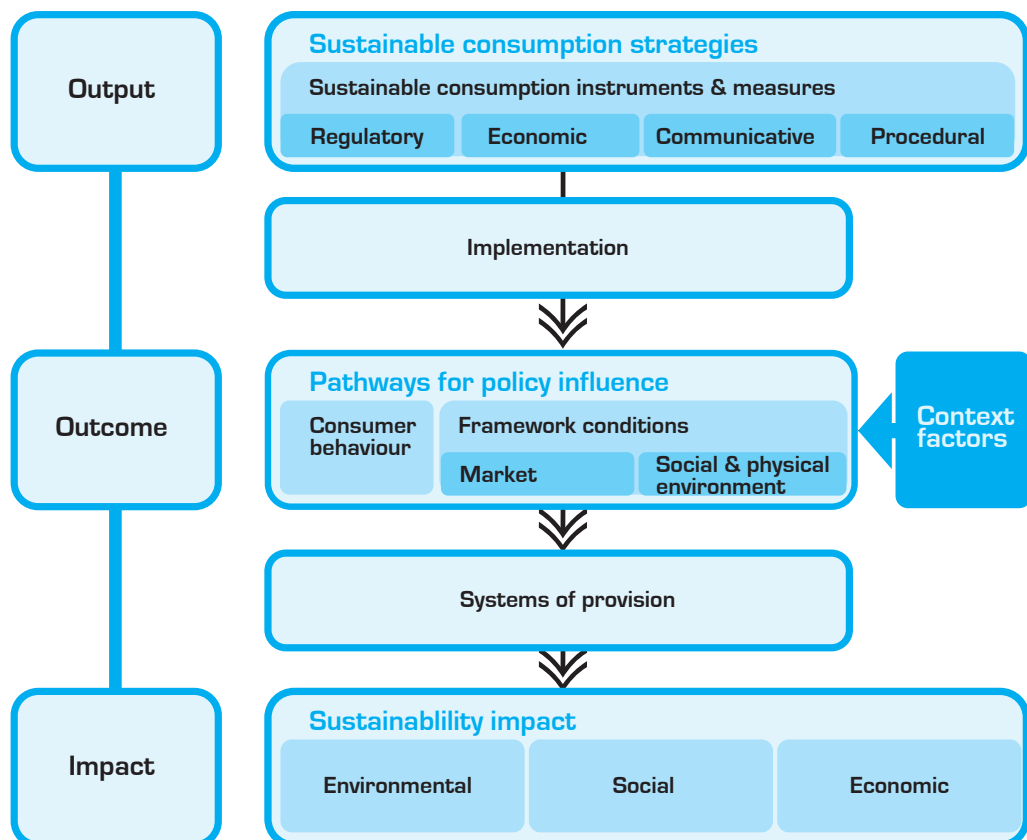 Output
Sustainable consumption strategies
Sustainable consumption instruments & measures
Regulatory
Economic
Communicative
Procedural
Implementation
Outcome
Pathways for policy influence
Consumer
behaviour
Framework conditions
Market
Social & physical
environment
Context
factors
Systems of provision
Impact
Sustainablility impact
Environmental
Social
Economic